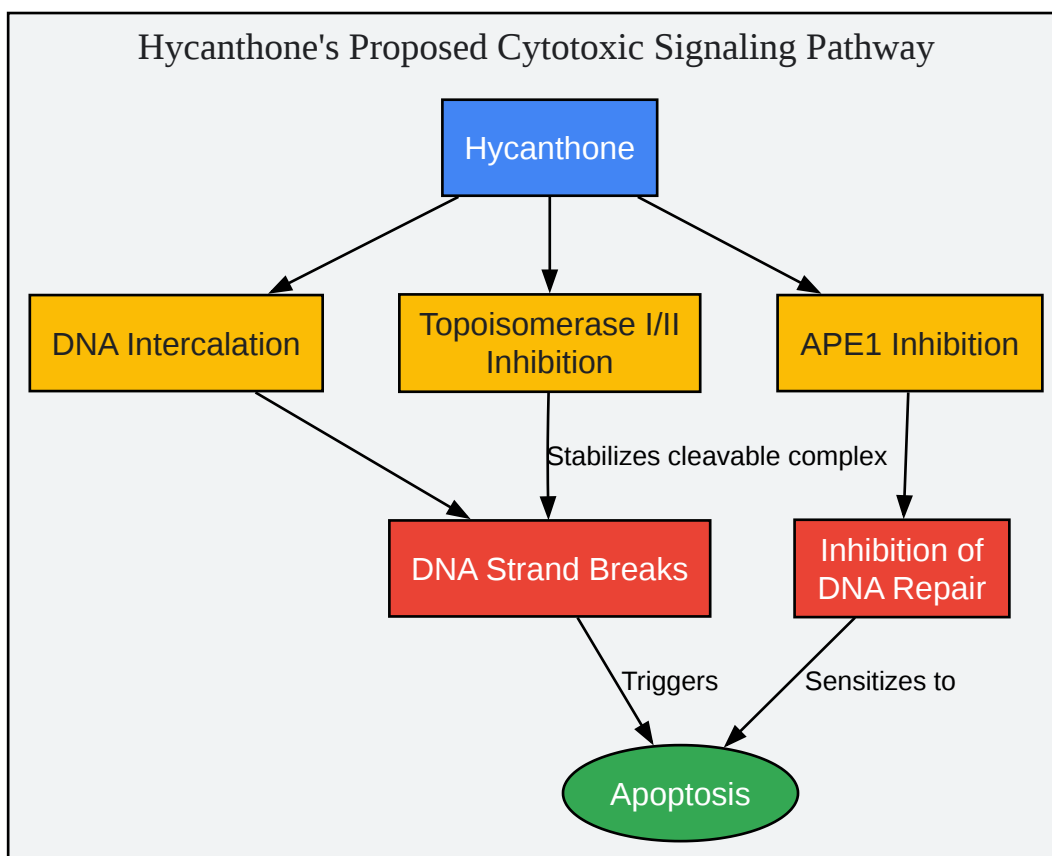 Hycanthone's Proposed Cytotoxic Signaling Pathway
Hycanthone
DNA Intercalation
Topoisomerase I/II
Inhibition
APE1 Inhibition
Stabilizes cleavable complex
DNA Strand Breaks
Inhibition of
DNA Repair
Triggers
Sensitizes to
Apoptosis